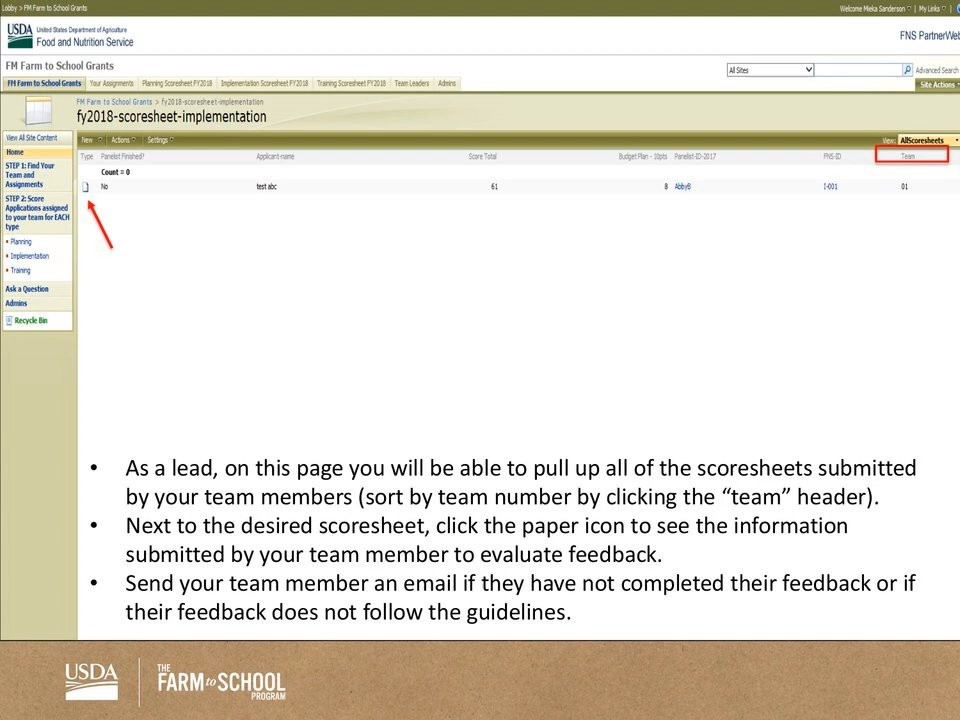 Lobby > FM Farm to School Grants
Welcome Mieka Sanderson | My Links |
USDA United States Department of Agriculture
Food and Nutrition Service
FNS PartnerWeb
FM Farm to School Grants
All Sites
Advanced Search
FM Farm to School Grants Your Assignments Planning Scoresheet FY2018 Implementation Scoresheet FY2018 Training Scoresheet FY2018 Team Leaders Admins
Site Actions
FM Farm to School Grants > fy2018-scoresheet-implementation
fy2018-scoresheet-implementation
View All Site Content
Home
STEP 1: Find Your
Team and
Assignments
STEP 2: Score
Applications assigned
to your team for EACH
type
Planning
Implementation
Training
Ask a Question
Admins
Recycle Bin
New Actions Settings
View: AllScoresheets
Type Panelist Finished? Applicant-name Score Total Budget Plan - 10pts Panelist-ID-2017 FNS-ID Team
Count = 0
No test abc 61 8 AbbyB I-001 01
• As a lead, on this page you will be able to pull up all of the scoresheets submitted
by your team members (sort by team number by clicking the “team” header).
• Next to the desired scoresheet, click the paper icon to see the information
submitted by your team member to evaluate feedback.
• Send your team member an email if they have not completed their feedback or if
their feedback does not follow the guidelines.
USDA
THE
FARM to SCHOOL
PROGRAM